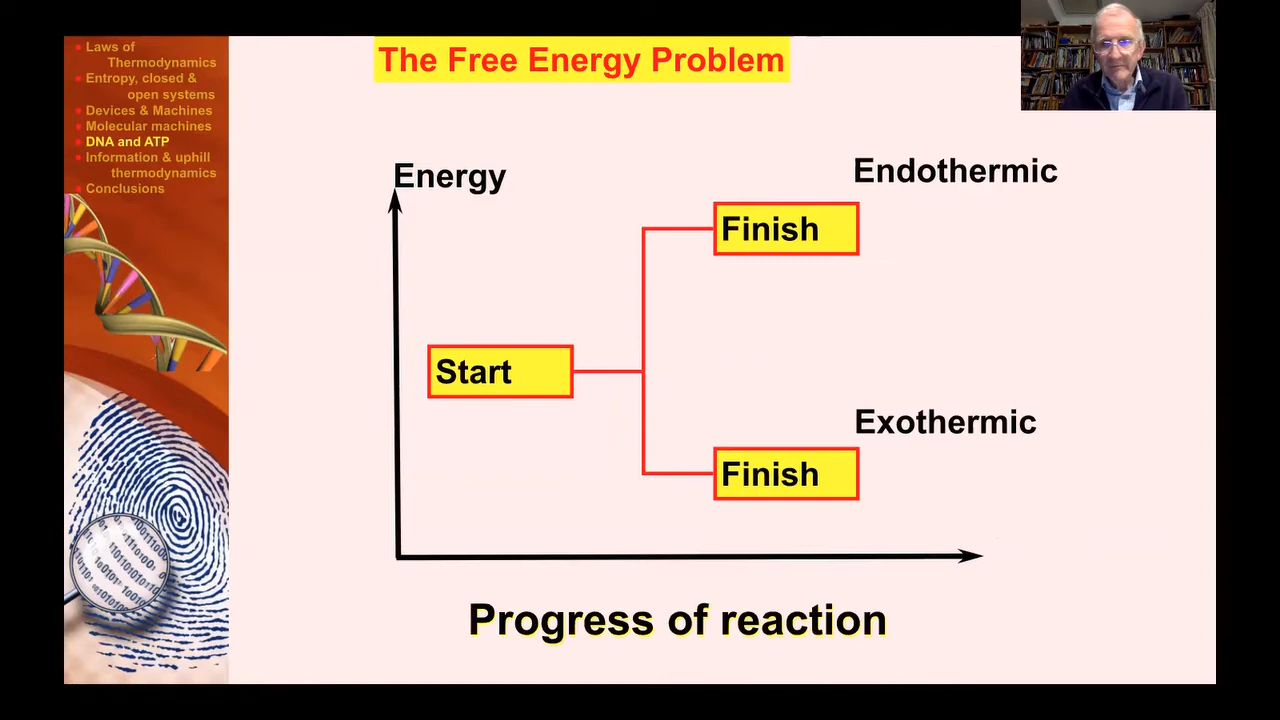 Laws of
Thermodynamics
Entropy, closed &
open systems
Devices & Machines
Molecular machines
DNA and ATP
Information & uphill
thermodynamics
Conclusions
The Free Energy Problem
Energy
Endothermic
Finish
Start
Exothermic
Finish
Progress of reaction